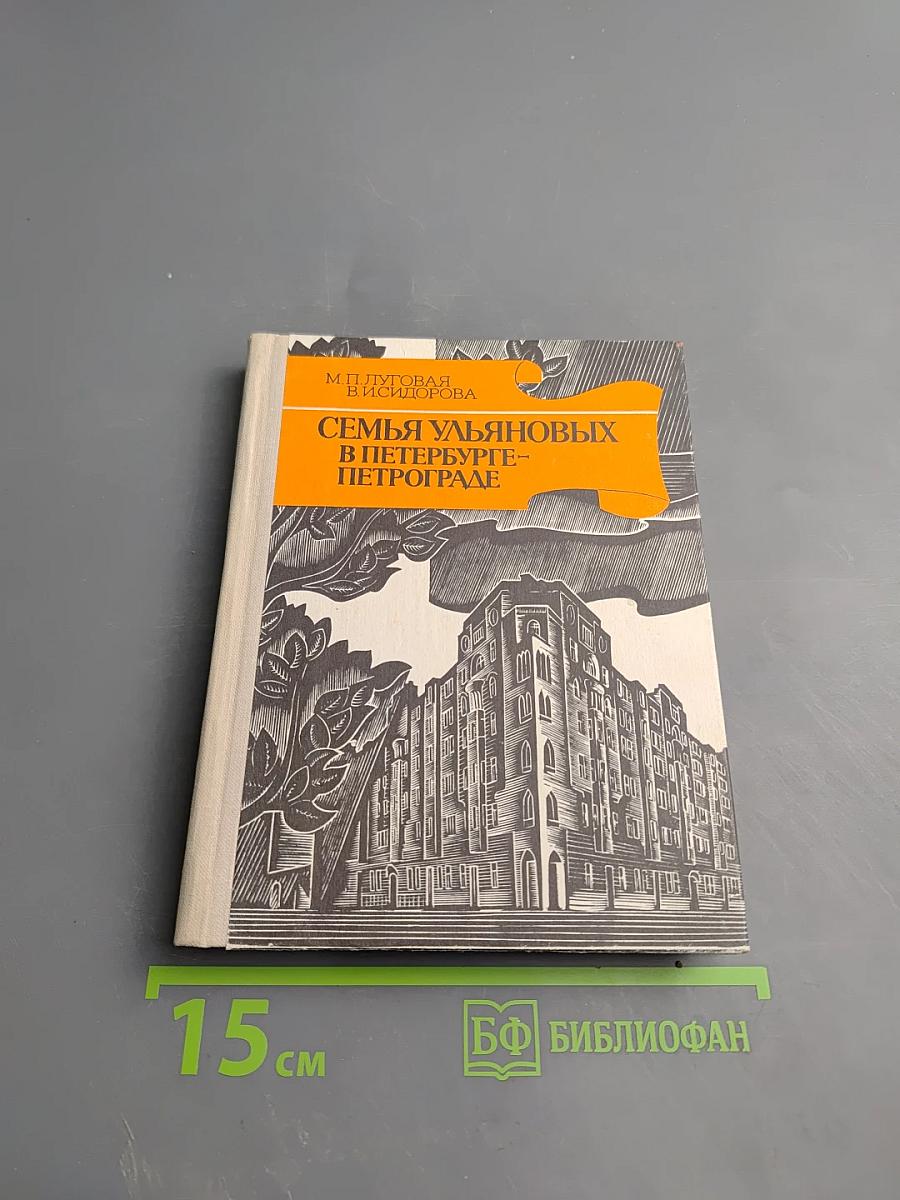 М.П.ЛУГОВАЯ
В.И.СИДОРОВА
СЕМЬЯ УЛЬЯНОВЫХ
В ПЕТЕРБУРГЕ-
ПЕТРОГРАДЕ
15 см
БФ БИБЛИОФАН